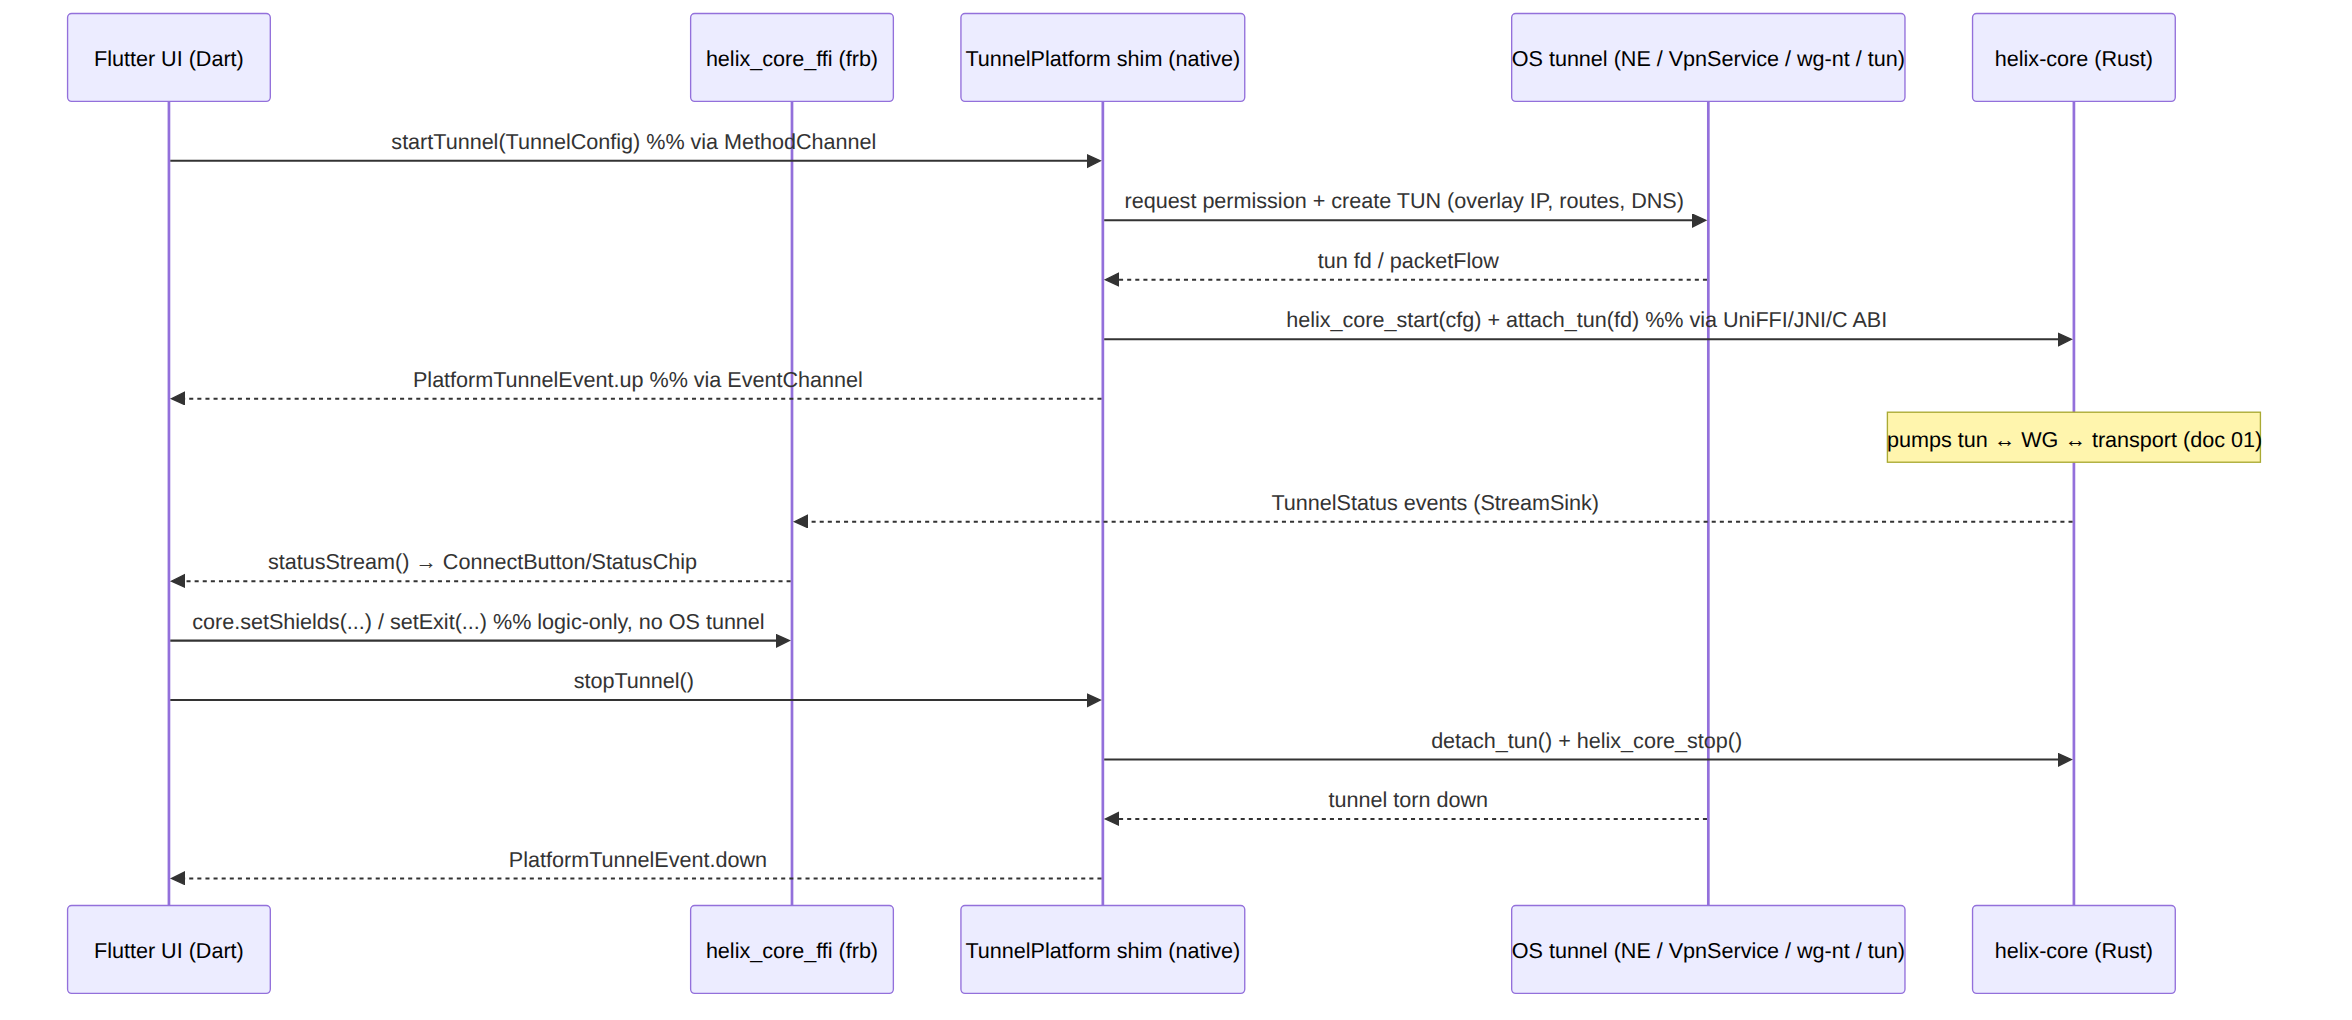 Flutter UI (Dart)
helix_core_ffi (frb)
TunnelPlatform shim (native)
OS tunnel (NE / VpnService / wg-nt / tun)
helix-core (Rust)
startTunnel(TunnelConfig) %% via MethodChannel
request permission + create TUN (overlay IP, routes, DNS)
tun fd / packetFlow
helix_core_start(cfg) + attach_tun(fd) %% via UniFFI/JNI/C ABI
PlatformTunnelEvent.up %% via EventChannel
pumps tun ↔ WG ↔ transport (doc 01)
TunnelStatus events (StreamSink)
statusStream() → ConnectButton/StatusChip
core.setShields(...) / setExit(...) %% logic-only, no OS tunnel
stopTunnel()
detach_tun() + helix_core_stop()
tunnel torn down
PlatformTunnelEvent.down
Flutter UI (Dart)
helix_core_ffi (frb)
TunnelPlatform shim (native)
OS tunnel (NE / VpnService / wg-nt / tun)
helix-core (Rust)